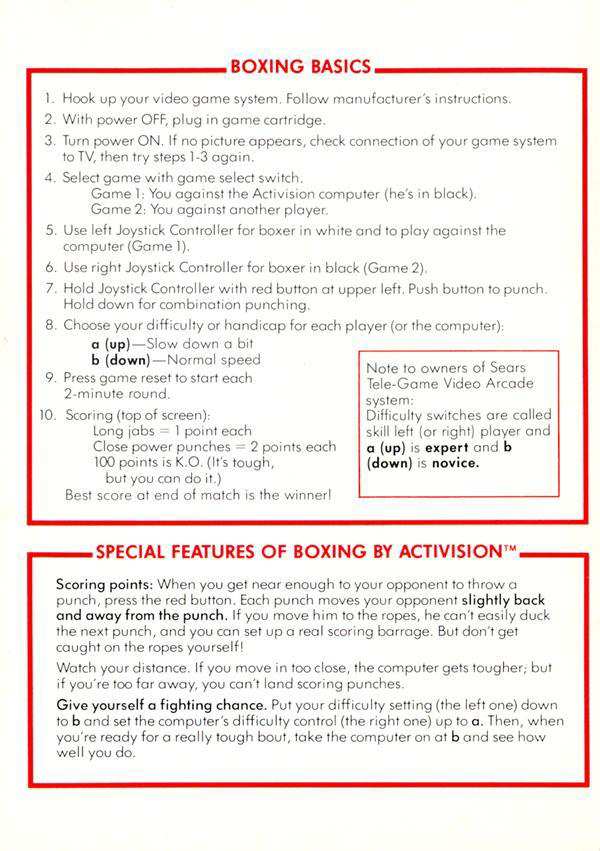 BOXING BASICS
1. Hook up your video game system. Follow manufacturer's instructions.
2. With power OFF, plug in game cartridge.
3. Turn power ON. If no picture appears, check connection of your game system
to TV, then try steps 1-3 again.
4. Select game with game select switch.
Game 1: You against the Activision computer (he's in black).
Game 2: You against another player.
5. Use left Joystick Controller for boxer in white and to play against the
computer (Game 1).
6. Use right Joystick Controller for boxer in black (Game 2).
7. Hold Joystick Controller with red button at upper left. Push button to punch.
Hold down for combination punching.
8. Choose your difficulty or handicap for each player (or the computer):
a (up)—Slow down a bit
b (down)—Normal speed
9. Press game reset to start each
2-minute round.
10. Scoring (top of screen):
Long jabs = 1 point each
Close power punches = 2 points each
100 points is K.O. (It's tough,
but you can do it.)
Best score at end of match is the winner!
Note to owners of Sears
Tele-Game Video Arcade
system:
Difficulty switches are called
skill left (or right) player and
a (up) is expert and b
(down) is novice.
SPECIAL FEATURES OF BOXING BY ACTIVISION™
Scoring points: When you get near enough to your opponent to throw a
punch, press the red button. Each punch moves your opponent slightly back
and away from the punch. If you move him to the ropes, he can't easily duck
the next punch, and you can set up a real scoring barrage. But don't get
caught on the ropes yourself!
Watch your distance. If you move in too close, the computer gets tougher; but
if you're too far away, you can't land scoring punches.
Give yourself a fighting chance. Put your difficulty setting (the left one) down
to b and set the computer's difficulty control (the right one) up to a. Then, when
you're ready for a really tough bout, take the computer on at b and see how
well you do.